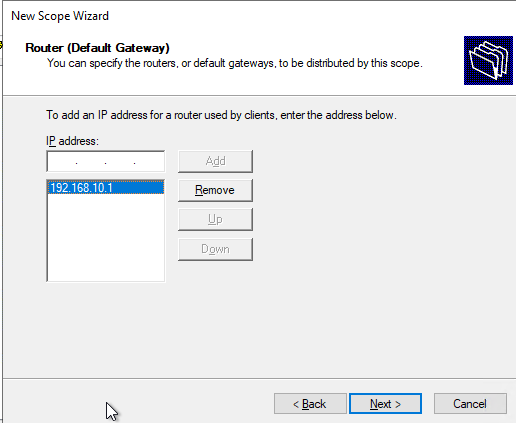 New Scope Wizard
Router (Default Gateway)
You can specify the routers, or default gateways, to be distributed by this scope.
To add an IP address for a router used by clients, enter the address below.
IP address:
. . .
Add
192.168.10.1
Remove
Up
Down
< Back
Next >
Cancel